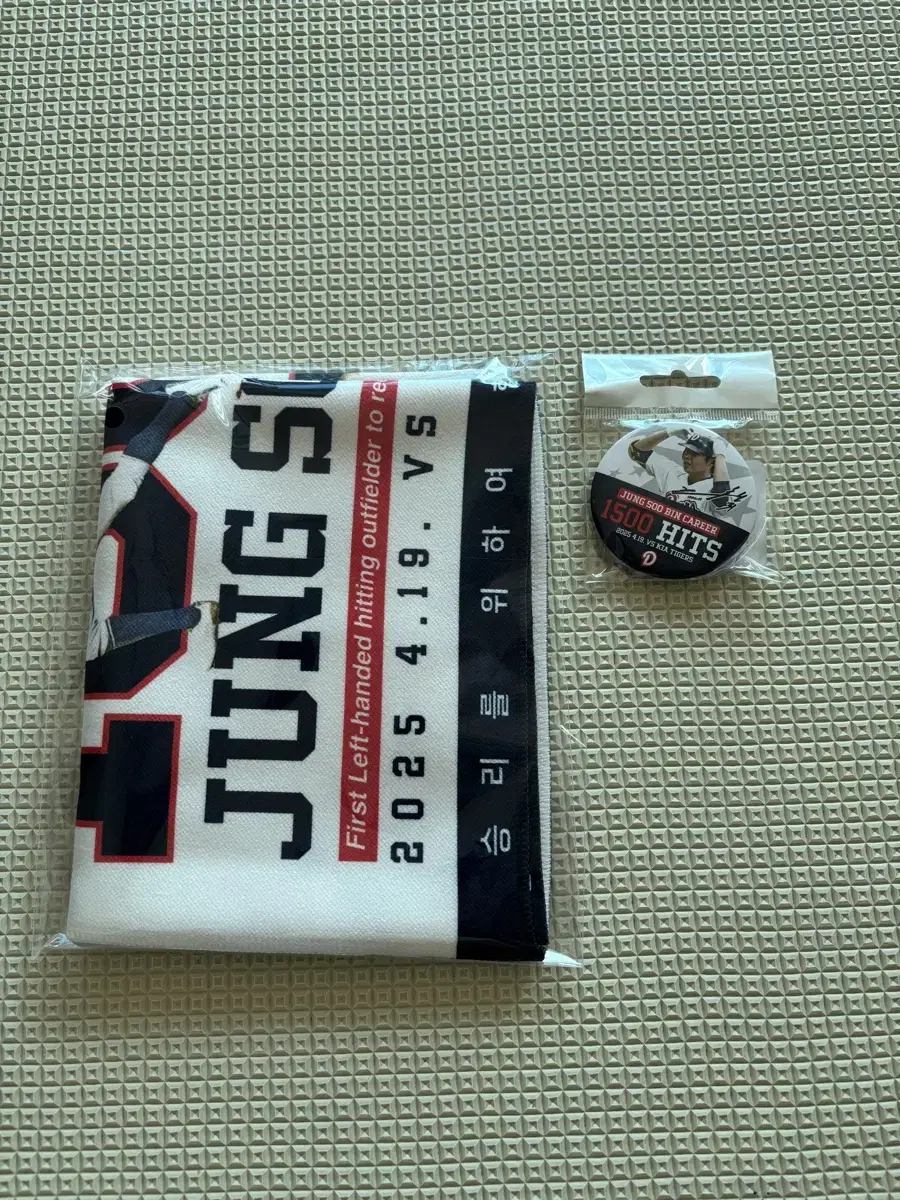 JUNG S
First Left-handed hitting outfielder to re
2025 4.19. VS
승리를 위하여
JUNG SOO BIN CAREER
1500 HITS
2025 4.19. VS KIA TIGERS
D